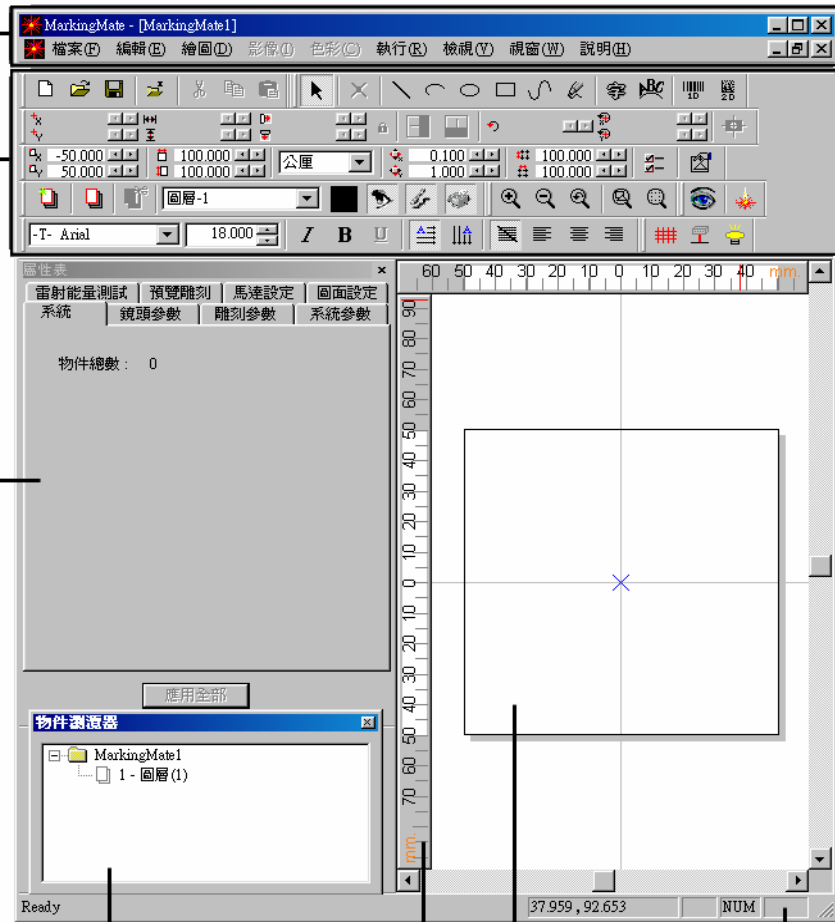 MarkingMate - [MarkingMate1]
檔案(F) 編輯(E) 繪圖(D) 影像(I) 色彩(C) 執行(R) 檢視(V) 視窗(W) 說明(H)
字 ABC 1D 2D
x
y
x -50.000 100.000 公厘 x 0.100 100.000
y 50.000 100.000 y 1.000 100.000
圖層-1
-T- Arial 18.000 I B U A A
屬性表
雷射能量測試 預覽雕刻 馬達設定 圖面設定
系統 鏡頭參數 雕刻參數 系統參數
物件總數： 0
應用全部
物件瀏覽器
MarkingMate1
1 - 圖層(1)
60 50 40 30 20 10 0 10 20 30 40 mm.
90
80
70
60
50
40
30
20
10
0
10
20
30
40
50
60
70
mm.
Ready 37.959 , 92.653 NUM